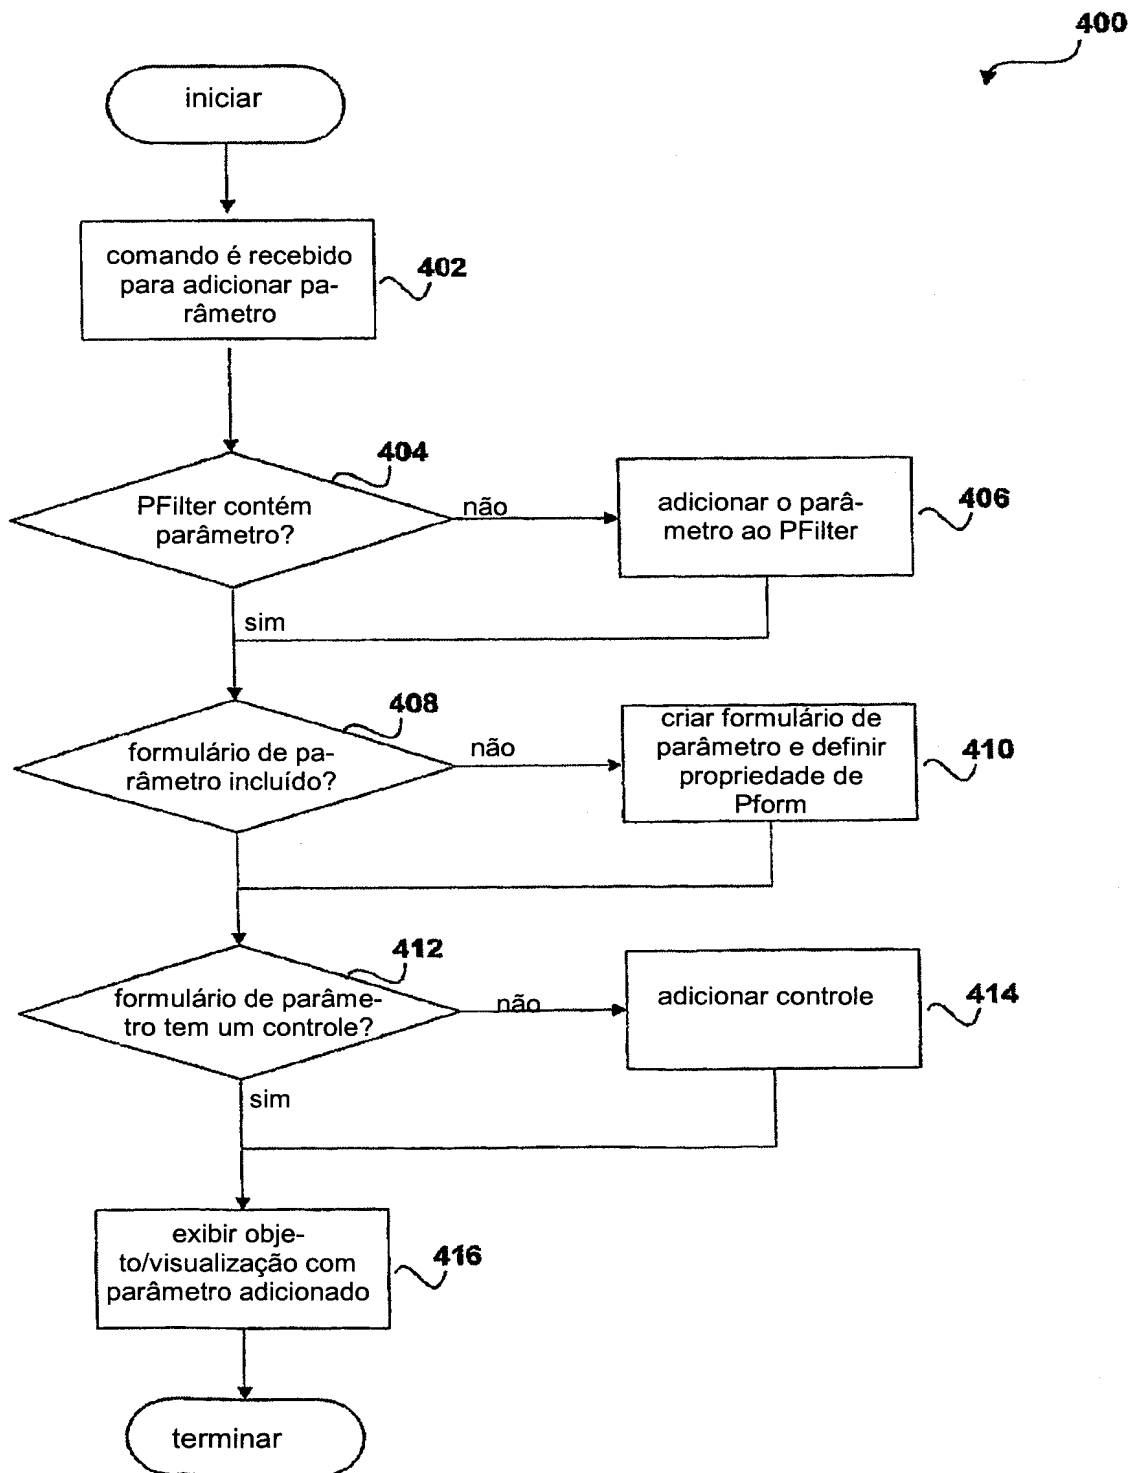 400
iniciar
comando é recebido
para adicionar pa-
râmetro
402
404
PFilter contém
parâmetro?
não
adicionar o parâ-
metro ao PFilter
406
sim
408
formulário de pa-
râmetro incluído?
não
criar formulário de
parâmetro e definir
propriedade de
Pform
410
412
formulário de parâme-
tro tem um controle?
não
adicionar controle
414
sim
exibir obje-
to/visualização com
parâmetro adicionado
416
terminar